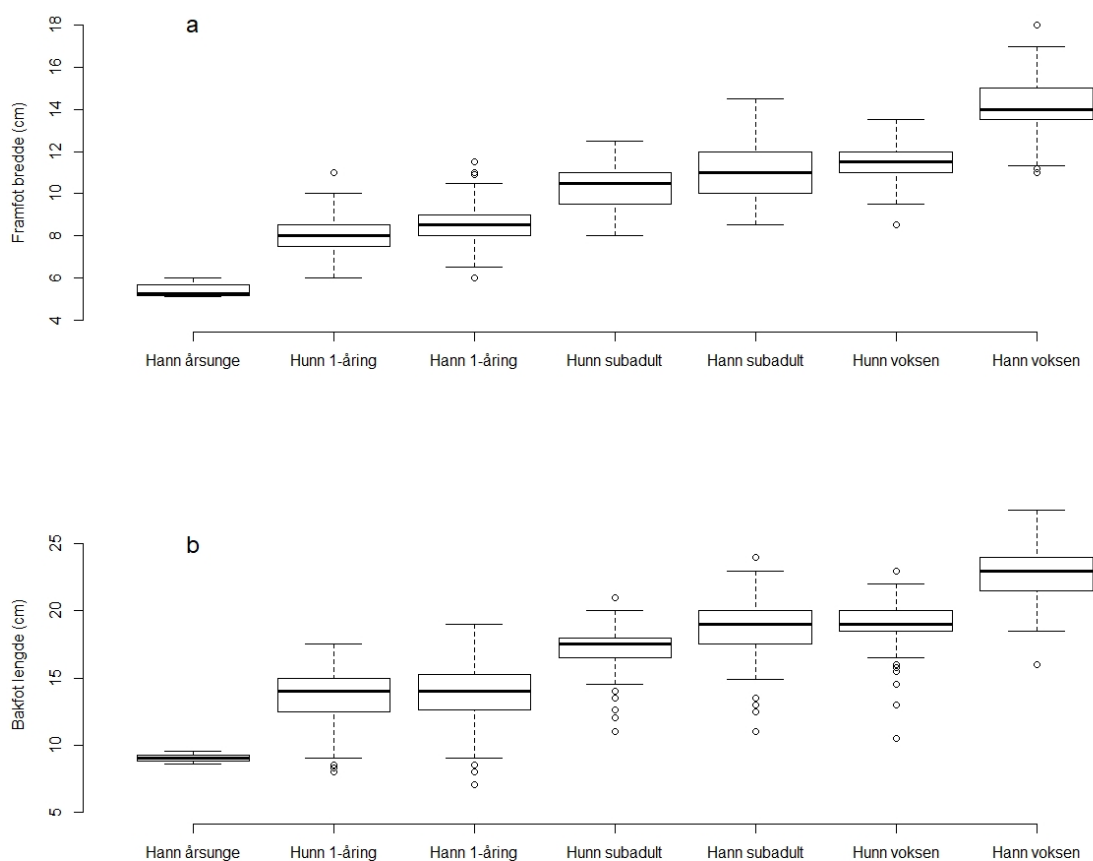 a
Framfot bredde (cm)
18
16
14
12
10
8
6
4
Hann årsunge Hunn 1-åring Hann 1-åring Hunn subadult Hann subadult Hunn voksen Hann voksen
b
Bakfot lengde (cm)
25
20
15
10
5
Hann årsunge Hunn 1-åring Hann 1-åring Hunn subadult Hann subadult Hunn voksen Hann voksen